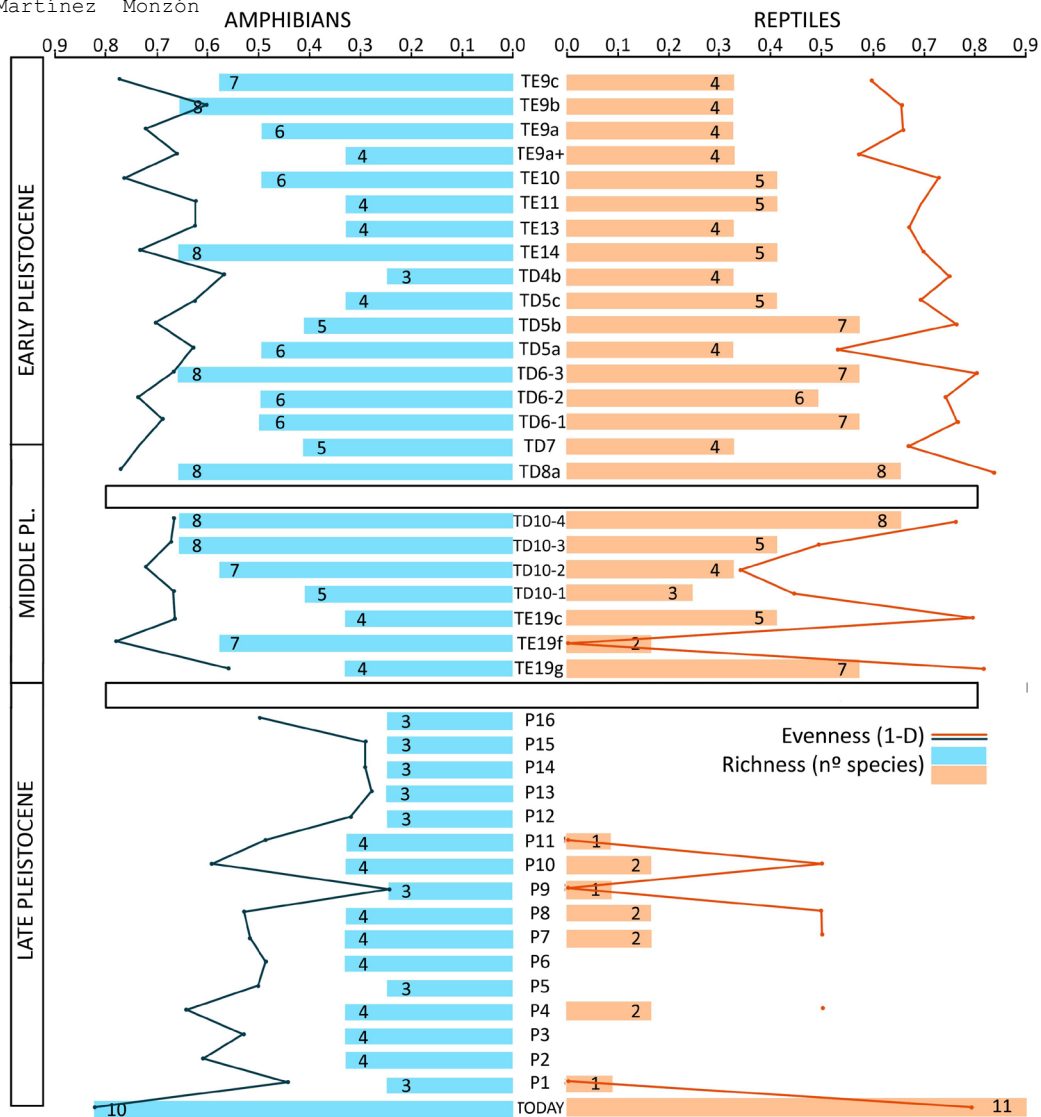 Martínez Monzón
AMPHIBIANS REPTILES
0,9 0,8 0,7 0,6 0,5 0,4 0,3 0,2 0,1 0,0 0,0 0,1 0,2 0,3 0,4 0,5 0,6 0,7 0,8 0,9
EARLY PLEISTOCENE
7 TE9c 4
8 TE9b 4
6 TE9a 4
4 TE9a+ 4
6 TE10 5
4 TE11 5
4 TE13 4
8 TE14 5
3 TD4b 4
4 TD5c 5
5 TD5b 7
6 TD5a 4
8 TD6-3 7
6 TD6-2 6
6 TD6-1 7
MIDDLE PL.
5 TD7 4
8 TD8a 8
8 TD10-4 8
8 TD10-3 5
7 TD10-2 4
5 TD10-1 3
4 TE19c 5
7 TE19f 2
4 TE19g 7
LATE PLEISTOCENE
3 P16
Evenness (1-D)
3 P15
Richness (nº species)
3 P14
3 P13
3 P12
4 P11 1
4 P10 2
3 P9 1
4 P8 2
4 P7 2
4 P6
3 P5
4 P4 2
4 P3
4 P2
3 P1 1
10 TODAY 11